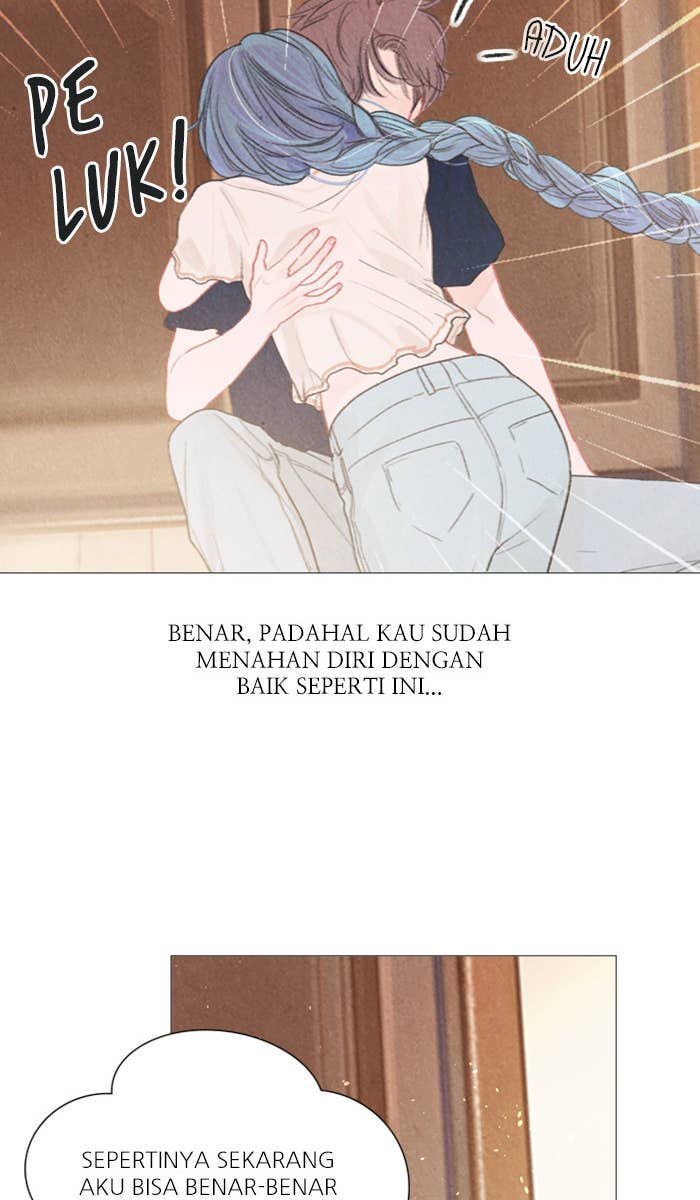 ADUH
PE
LUK!
BENAR, PADAHAL KAU SUDAH
MENAHAN DIRI DENGAN
BAIK SEPERTI INI...
SEPERTINYA SEKARANG
AKU BISA BENAR-BENAR